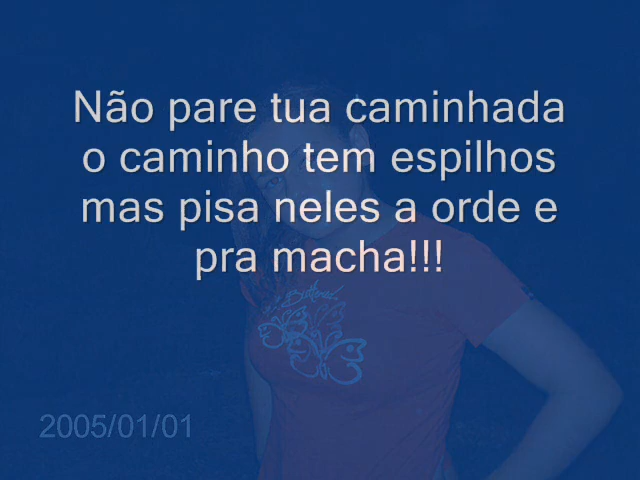 Não pare tua caminhada
o caminho tem espilhos
mas pisa neles a orde e
pra macha!!!
2005/01/01